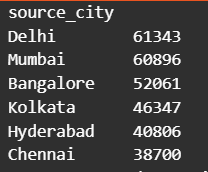 source_city
Delhi 61343
Mumbai 60896
Bangalore 52061
Kolkata 46347
Hyderabad 40806
Chennai 38700